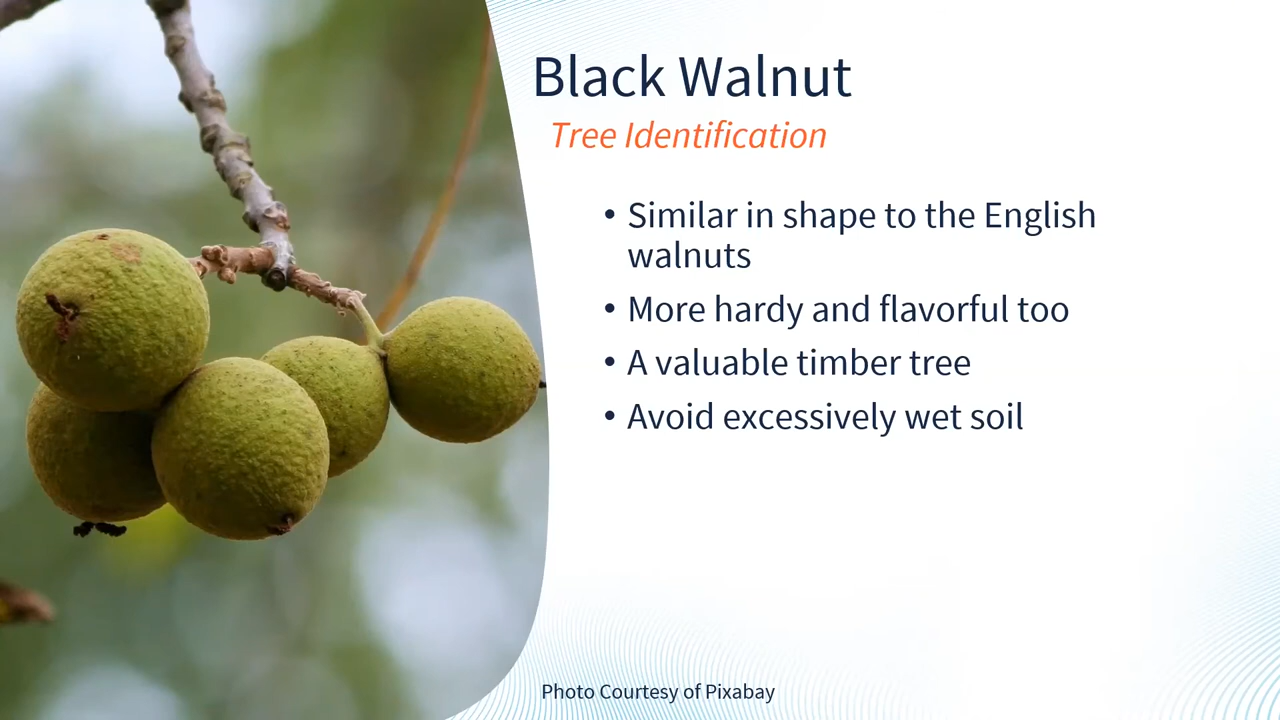 Black Walnut
Tree Identification
• Similar in shape to the English
walnuts
• More hardy and flavorful too
• A valuable timber tree
• Avoid excessively wet soil
Photo Courtesy of Pixabay